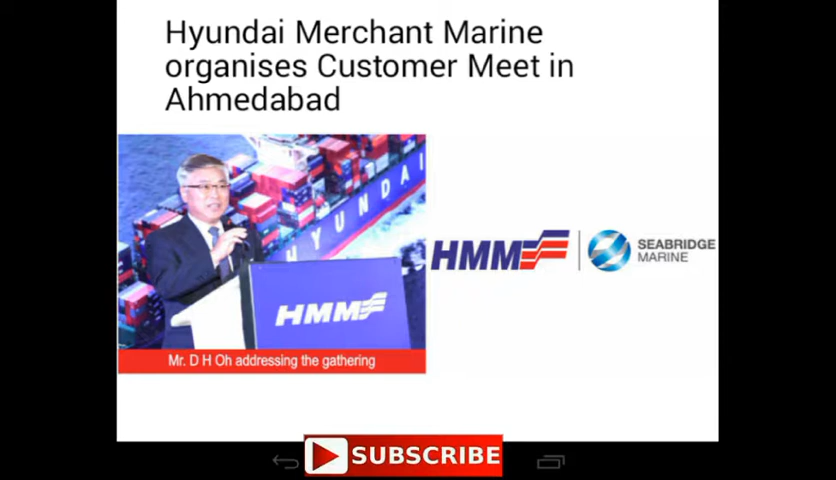 Hyundai Merchant Marine
organises Customer Meet in
Ahmedabad
HYUNDAI
HMM
Mr. D H Oh addressing the gathering
HMM
SEABRIDGE
MARINE
SUBSCRIBE